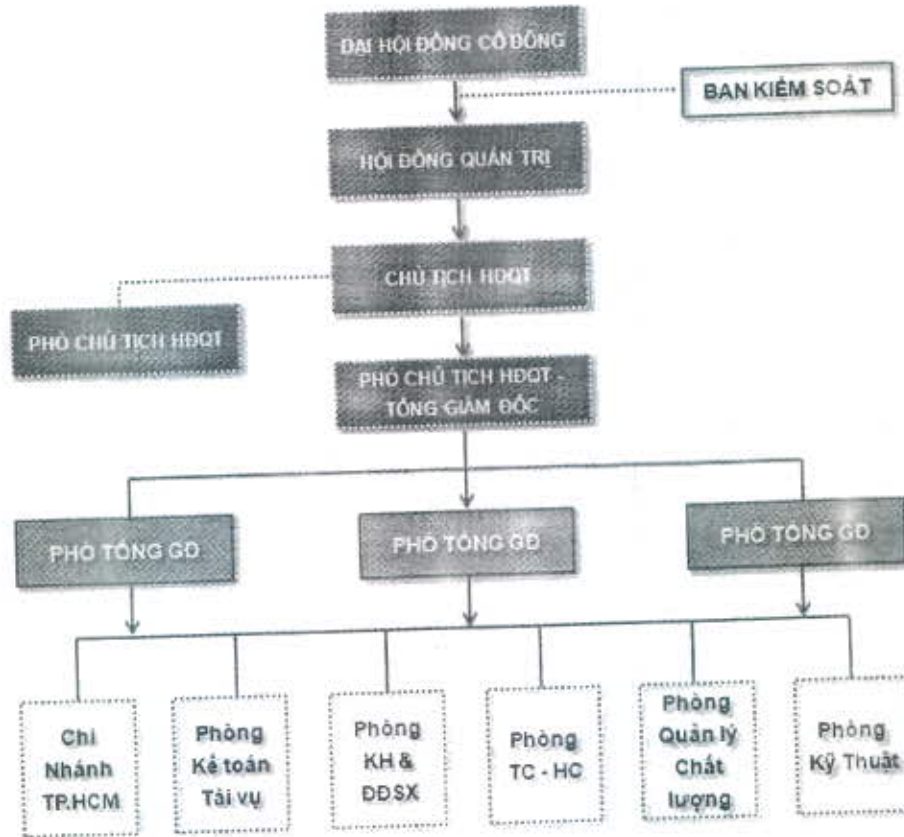 ĐẠI HỘI ĐỒNG CỔ ĐÔNG
BAN KIỂM SOÁT
HỘI ĐỒNG QUẢN TRỊ
CHỦ TỊCH HĐQT
PHÓ CHỦ TỊCH HĐQT
PHÓ CHỦ TỊCH HĐQT -
TỔNG GIÁM ĐỐC
PHÓ TỔNG GĐ
PHÓ TỔNG GĐ
PHÓ TỔNG GĐ
Chi
Nhánh
TP.HCM
Phòng
Kế toán
Tài vụ
Phòng
KH &
ĐĐSX
Phòng
TC - HC
Phòng
Quản lý
Chất
lượng
Phòng
Kỹ Thuật